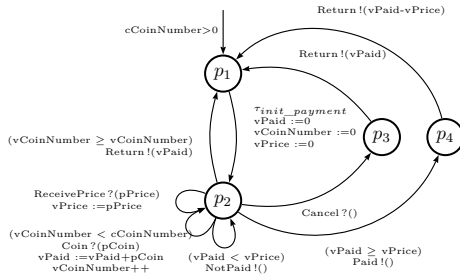 Return!(vPaid-vPrice)
cCoinNumber>0
Return!(vPaid)
p1
τinit_payment
vPaid :=0
vCoinNumber :=0
vPrice :=0
p3
p4
(vCoinNumber ≥ vCoinNumber)
Return!(vPaid)
ReceivePrice?(pPrice)
vPrice :=pPrice
p2
Cancel?()
(vCoinNumber < cCoinNumber)
Coin?(pCoin)
vPaid :=vPaid+pCoin
vCoinNumber++
(vPaid < vPrice)
NotPaid!()
(vPaid ≥ vPrice)
Paid!()